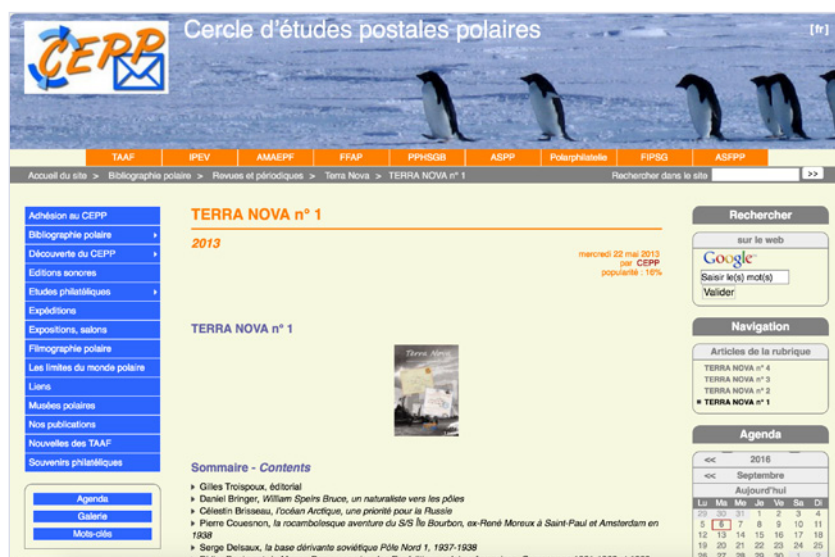 CEPP
Cercle d'études postales polaires
[fr]
TAAF
IPEV
AMAEPF
FFAP
PPHSGB
ASPP
Polarphilatelie
FIPSG
ASFPP
Accueil du site > Bibliographie polaire > Revues et périodiques > Terra Nova > TERRA NOVA n° 1
Rechercher dans le site
>>
Adhésion au CEPP
Bibliographie polaire
Découverte du CEPP
Editions sonores
Etudes philatéliques
Expéditions
Expositions, salons
Filmographie polaire
Les limites du monde polaire
Liens
Musées polaires
Nos publications
Nouvelles des TAAF
Souvenirs philatéliques
Agenda
Galerie
Mots-clés
TERRA NOVA n° 1
2013
mercredi 22 mai 2013
par CEPP
popularité : 16%
TERRA NOVA n° 1
Terra Nova
Sommaire - Contents
Gilles Troispoux, éditorial
Daniel Bringer, William Speirs Bruce, un naturaliste vers les pôles
Célestin Brisseau, l'océan Arctique, une priorité pour la Russie
Pierre Couesnon, la rocambolesque aventure du S/S Île Bourbon, ex-René Moreux à Saint-Paul et Amsterdam en
1938
Serge Delsaux, la base dérivante soviétique Pôle Nord 1, 1937-1938
Rechercher
sur le web
Google
Saisir le(s) mot(s)
Valider
Navigation
Articles de la rubrique
TERRA NOVA n° 4
TERRA NOVA n° 3
TERRA NOVA n° 2
TERRA NOVA n° 1
Agenda
<< 2016
<< Septembre
Aujourd'hui
Lu Ma Me Je Ve Sa Di
29 30 31 1 2 3 4
5 6 7 8 9 10 11
12 13 14 15 16 17 18
19 20 21 22 23 24 25
26 27 28 29 30 1 2